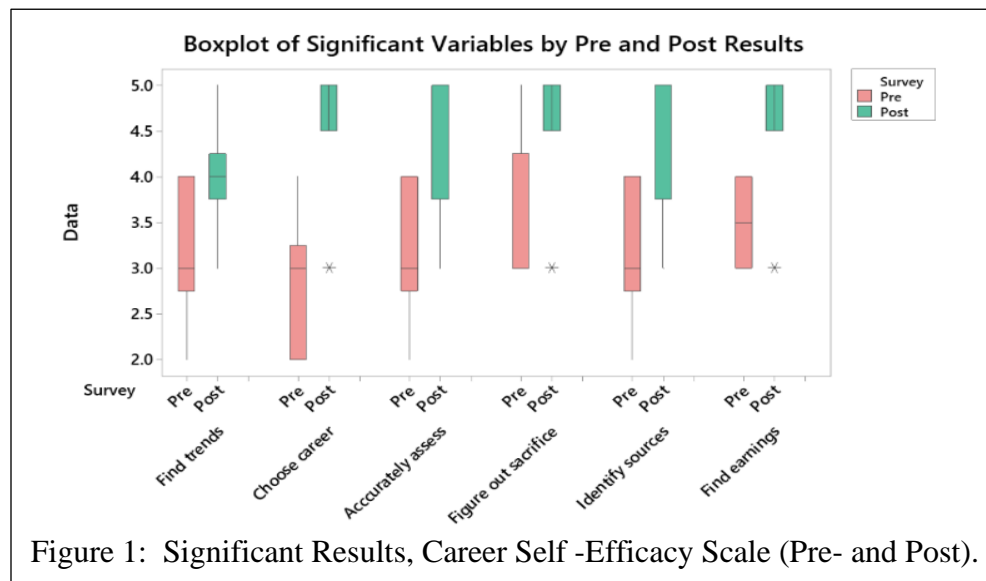 Boxplot of Significant Variables by Pre and Post Results
Survey
Pre
Post
Data
5.0
4.5
4.0
3.5
3.0
2.5
2.0
Survey
Pre Post Pre Post Pre Post Pre Post Pre Post Pre Post
Find trends
Choose career
Acccurately assess
Figure out sacrifice
Identify sources
Find earnings
Figure 1: Significant Results, Career Self -Efficacy Scale (Pre- and Post).